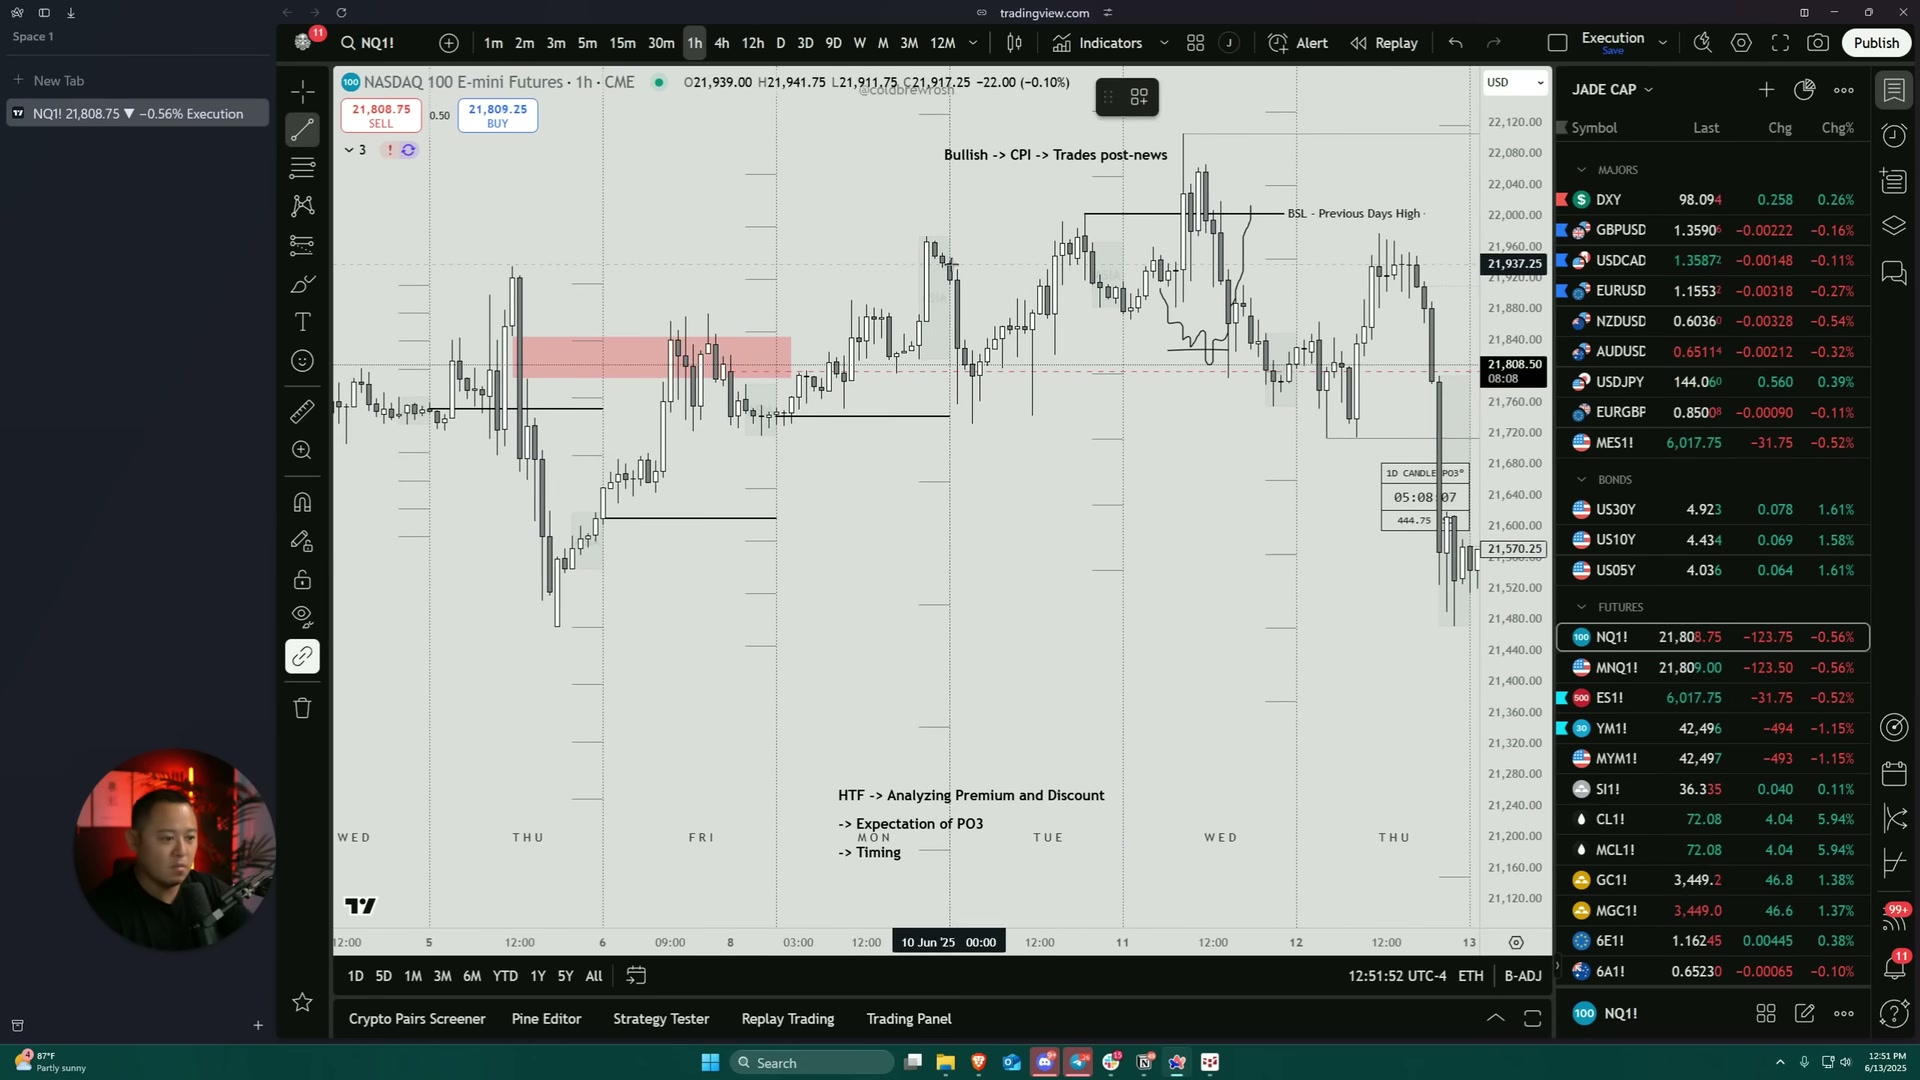 tradingview.com
Space 1
New Tab
NQ1! 21,808.75 ▼ −0.56% Execution
11
NQ1!
1m 2m 3m 5m 15m 30m 1h 4h 12h D 3D 9D W M 3M 12M
Indicators
J
Alert
Replay
Execution
Save
Publish
NASDAQ 100 E-mini Futures · 1h · CME
O21,939.00 H21,941.75 L21,911.75 C21,917.25 −22.00 (−0.10%)
@coldbrewrosh
21,808.75
SELL
0.50
21,809.25
BUY
3
Bullish -> CPI -> Trades post-news
BSL - Previous Days High
1D CANDLE PO3°
05:08:07
444.75
HTF -> Analyzing Premium and Discount
-> Expectation of PO3
-> Timing
WED THU FRI MON TUE WED THU
USD
22,120.00
22,080.00
22,040.00
22,000.00
21,960.00
21,937.25
21,920.00
21,880.00
21,840.00
21,808.50
08:08
21,760.00
21,720.00
21,680.00
21,640.00
21,600.00
21,570.25
21,520.00
21,480.00
21,440.00
21,400.00
21,360.00
21,320.00
21,280.00
21,240.00
21,200.00
21,160.00
21,120.00
12:00 5 12:00 6 09:00 8 03:00 12:00 10 Jun '25 00:00 12:00 11 12:00 12 12:00 13
1D 5D 1M 3M 6M YTD 1Y 5Y All
12:51:52 UTC-4 ETH B-ADJ
Crypto Pairs Screener Pine Editor Strategy Tester Replay Trading Trading Panel
JADE CAP
Symbol Last Chg Chg%
MAJORS
DXY 98.094 0.258 0.26%
GBPUSD 1.35906 −0.00222 −0.16%
USDCAD 1.35872 −0.00148 −0.11%
EURUSD 1.15532 −0.00318 −0.27%
NZDUSD 0.60360 −0.00328 −0.54%
AUDUSD 0.65114 −0.00212 −0.32%
USDJPY 144.060 0.560 0.39%
EURGBP 0.85008 −0.00090 −0.11%
MES1! 6,017.75 −31.75 −0.52%
BONDS
US30Y 4.923 0.078 1.61%
US10Y 4.434 0.069 1.58%
US05Y 4.036 0.064 1.61%
FUTURES
NQ1! 21,808.75 −123.75 −0.56%
MNQ1! 21,809.00 −123.50 −0.56%
ES1! 6,017.75 −31.75 −0.52%
YM1! 42,496 −494 −1.15%
MYM1! 42,497 −493 −1.15%
SI1! 36.335 0.040 0.11%
CL1! 72.08 4.04 5.94%
MCL1! 72.08 4.04 5.94%
GC1! 3,449.2 46.8 1.38%
MGC1! 3,449.0 46.6 1.37%
6E1! 1.16245 0.00445 0.38%
6A1! 0.65230 −0.00065 −0.10%
NQ1!
99+
11
87°F
Partly sunny
Search
12:51 PM
6/13/2025